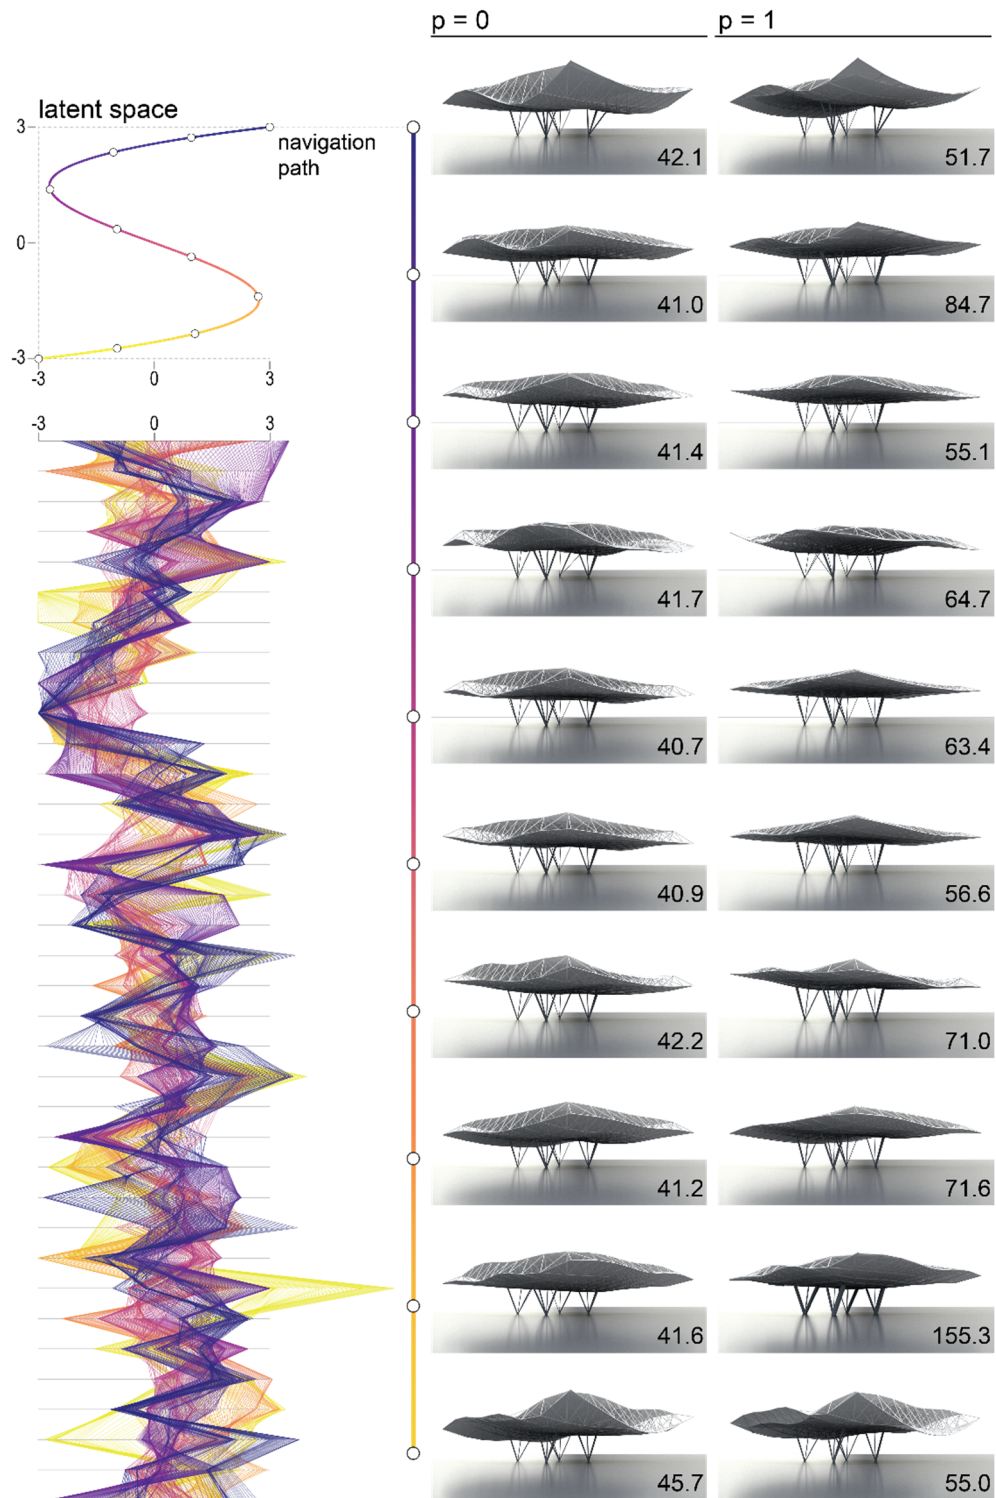 p = 0
p = 1
latent space
3
navigation
path
0
-3
-3 0 3
-3 0 3
42.1 51.7
41.0 84.7
41.4 55.1
41.7 64.7
40.7 63.4
40.9 56.6
42.2 71.0
41.2 71.6
41.6 155.3
45.7 55.0